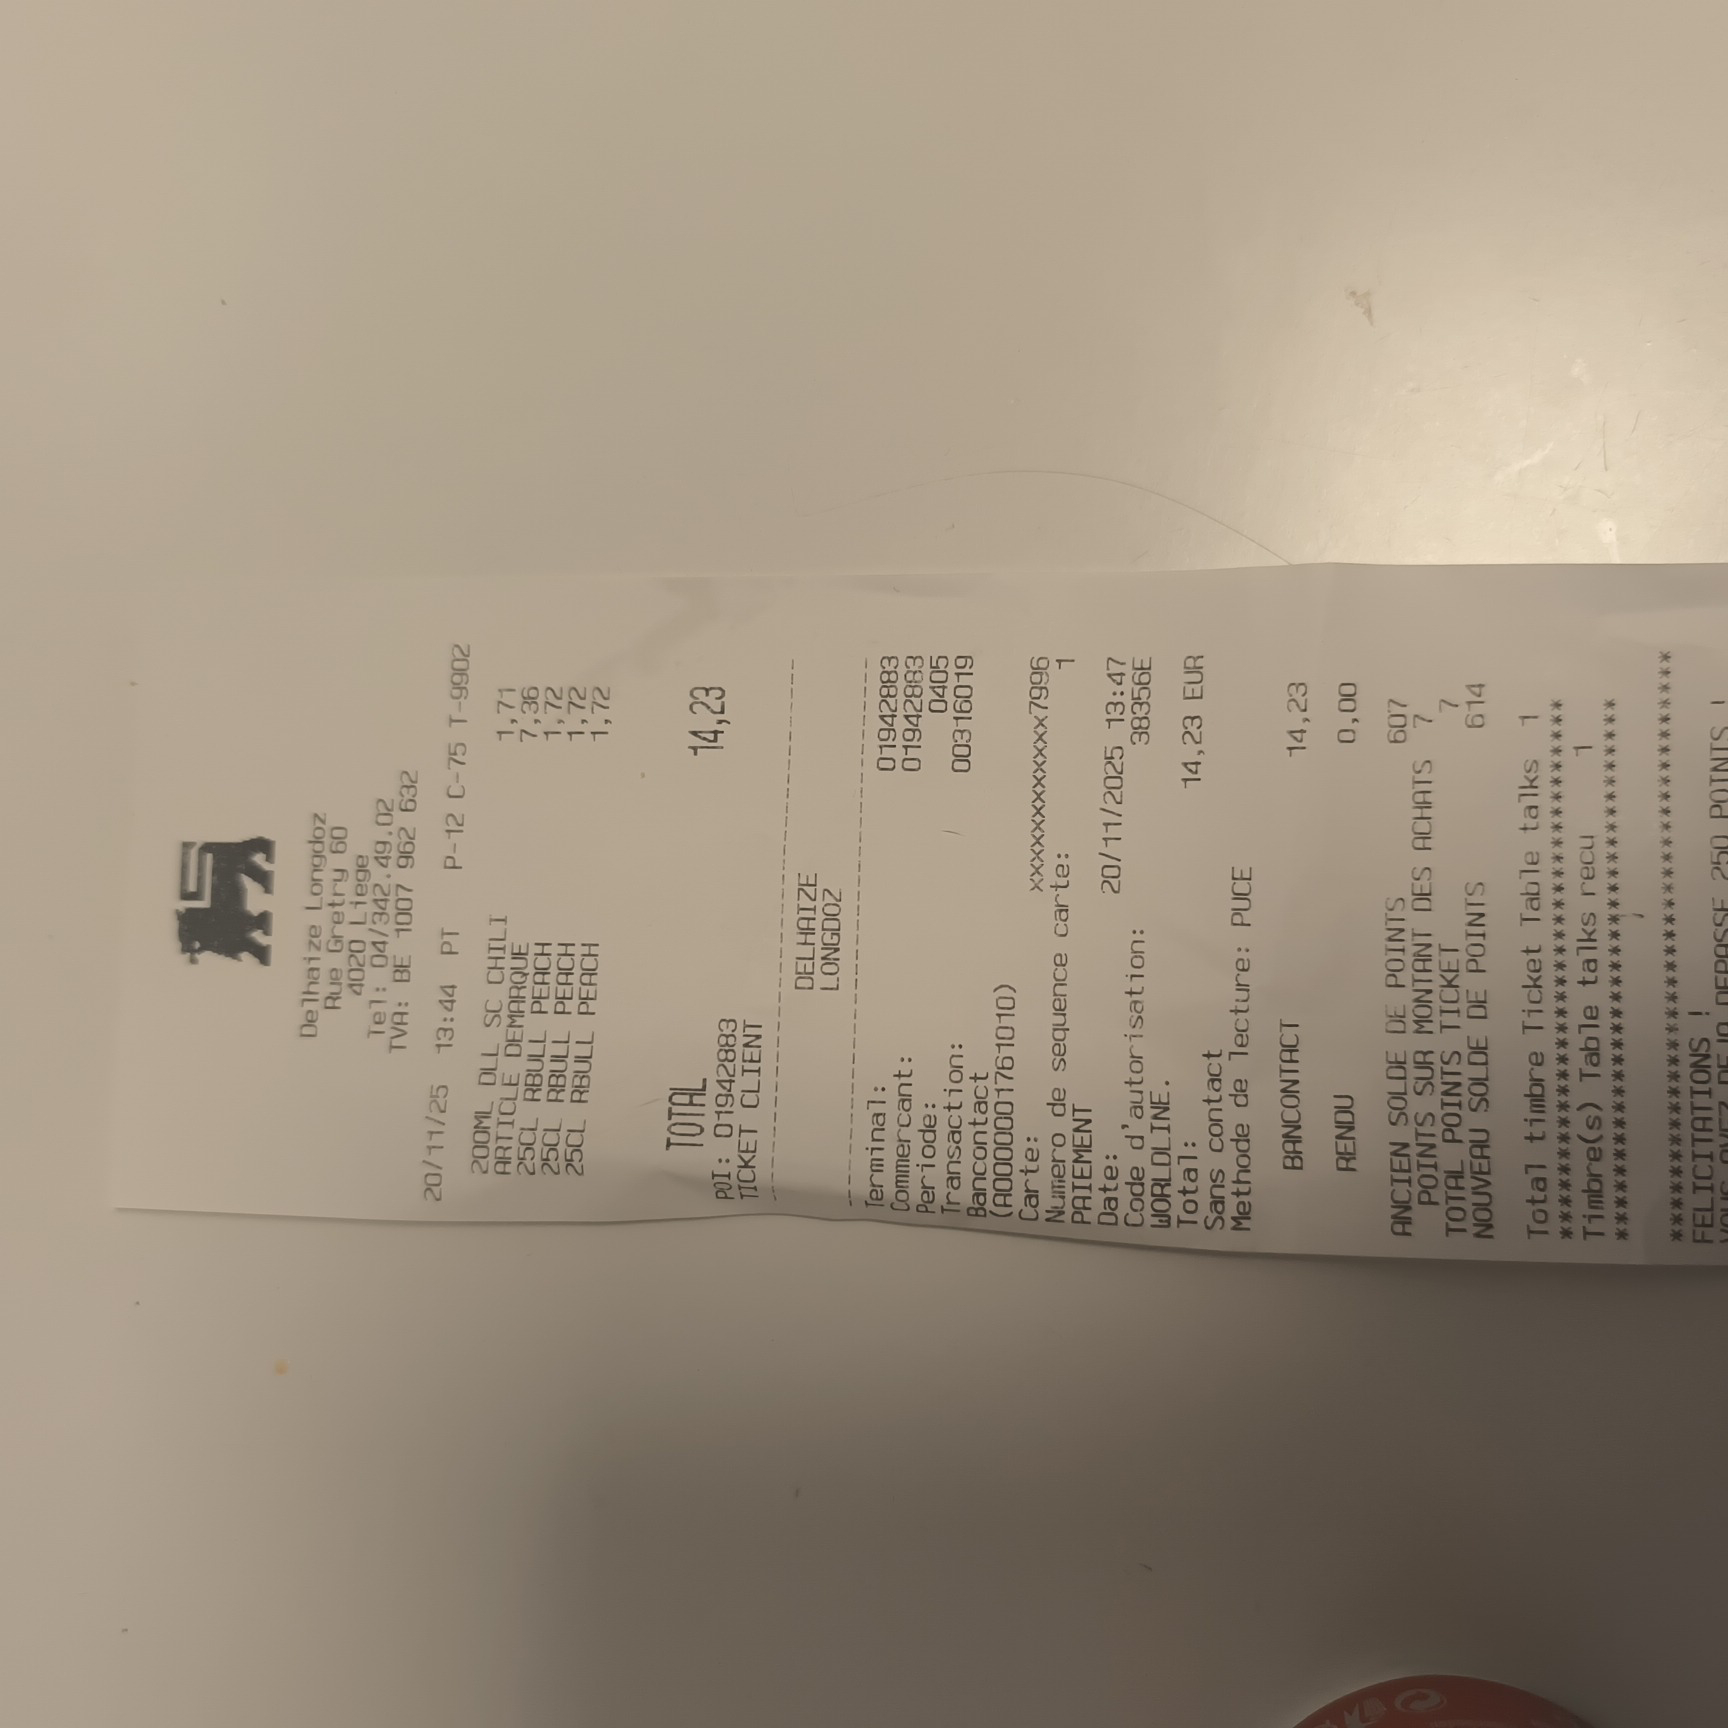 Delhaize Longdoz
Rue Gretry 60
4020 Liege
Tel: 04/342.49.02
TVA: BE 1007 962 632
20/11/25 13:44 PT P-12 C-75 T-9902
200ML DLL SC CHILI 1,71
ARTICLE DEMARQUE 7,36
25CL RBULL PEACH 1,72
25CL RBULL PEACH 1,72
25CL RBULL PEACH 1,72
TOTAL 14,23
POI: 01942883
TICKET CLIENT
--------------------------------
DELHAIZE
LONGDOZ
--------------------------------
Terminal: 01942883
Commercant: 01942883
Periode: 0405
Transaction: 00316019
Bancontact
(A0000001761010)
Carte: xxxxxxxxxxxxx7996
Numero de sequence carte: 1
PAIEMENT
Date: 20/11/2025 13:47
Code d'autorisation: 38356E
WORLDLINE.
Total: 14,23 EUR
Sans contact
Methode de lecture: PUCE
BANCONTACT 14,23
RENDU 0,00
ANCIEN SOLDE DE POINTS 607
POINTS SUR MONTANT DES ACHATS 7
TOTAL POINTS TICKET 7
NOUVEAU SOLDE DE POINTS 614
Total timbre Ticket Table talks 1
**************************************
Timbre(s) Table talks recu 1
**************************************
******************************************
FELICITATIONS !
VOUS AVEZ DEJA DEPASSE 250 POINTS !